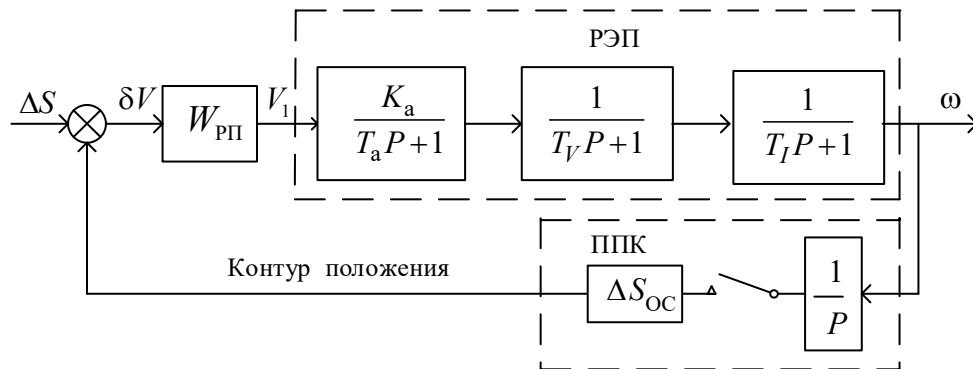 РЭП
ΔS
δV
W_РП
V_1
K_а
T_а P+1
1
T_V P+1
1
T_I P+1
ω
ППК
Контур положения
ΔS_ОС
1
P